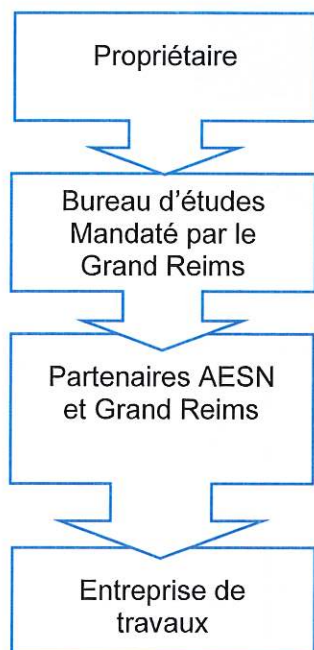 Propriétaire
Bureau d'études
Mandaté par le
Grand Reims
Partenaires AESN
et Grand Reims
Entreprise de
travaux